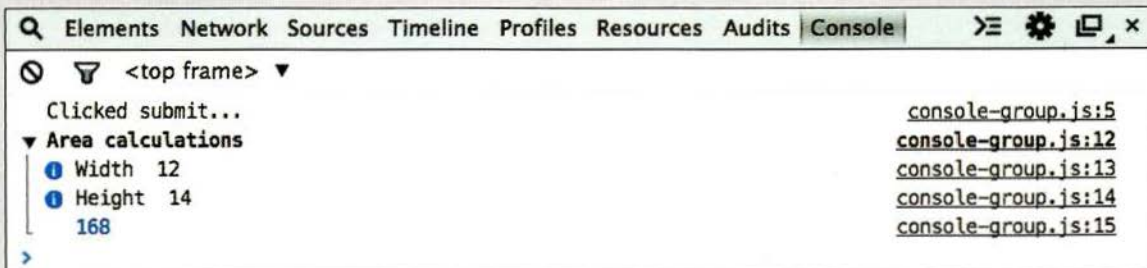 Elements Network Sources Timeline Profiles Resources Audits Console
<top frame> ▼
Clicked submit... console-group.js:5
▼ Area calculations console-group.js:12
Width 12 console-group.js:13
Height 14 console-group.js:14
168 console-group.js:15
>